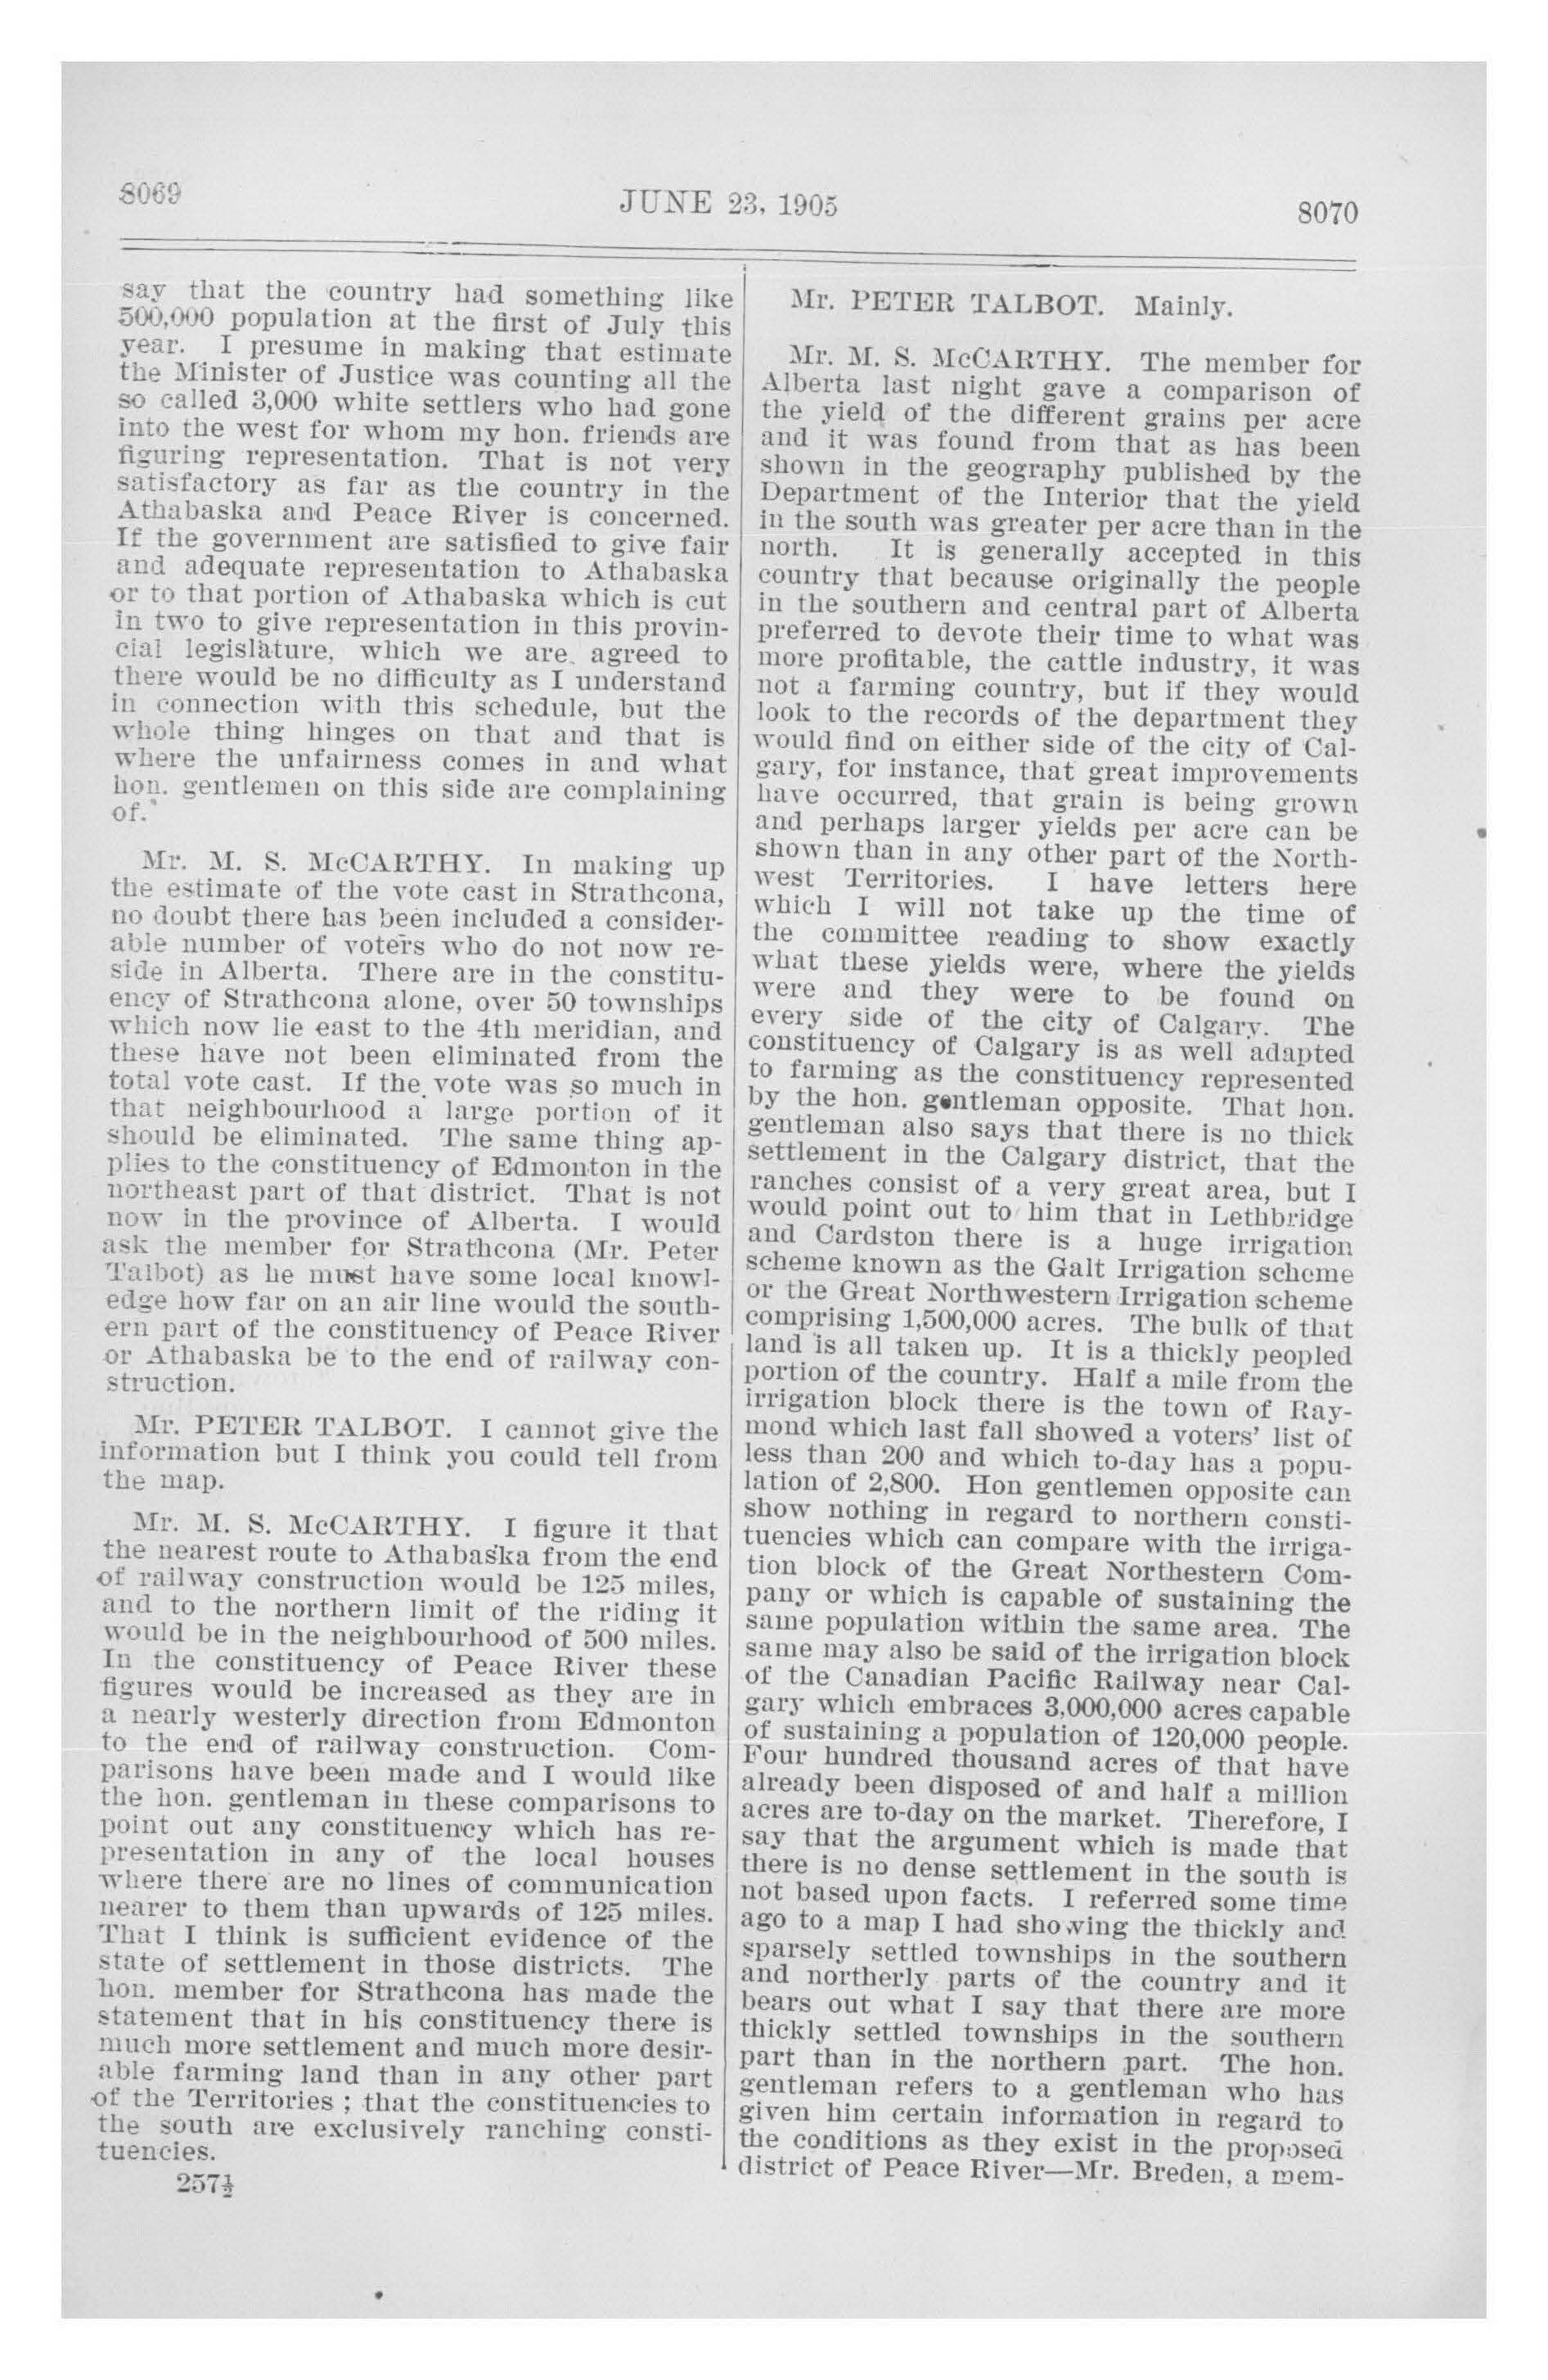 8069
JUNE 23, 1905
8070
say that the country had something like
500,000 population at the first of July this
year. I presume in making that estimate
the Minister of Justice was counting all the
so called 3,000 white settlers who had gone
into the west for whom my hon. friends are
figuring representation. That is not very
satisfactory as far as the country in the
Athabaska and Peace River is concerned.
If the government are satisfied to give fair
and adequate representation to Athabaska
or to that portion of Athabaska which is cut
in two to give representation in this provin-
cial legislature, which we are agreed to
there would be no difficulty as I understand
in connection with this schedule, but the
whole thing hinges on that and that is
where the unfairness comes in and what
hon. gentlemen on this side are complaining
of.
Mr. M. S. McCARTHY. In making up
the estimate of the vote cast in Strathcona,
no doubt there has been included a consider-
able number of voters who do not now re-
side in Alberta. There are in the constitu-
ency of Strathcona alone, over 50 townships
which now lie east to the 4th meridian, and
these have not been eliminated from the
total vote cast. If the vote was so much in
that neighbourhood a large portion of it
should be eliminated. The same thing ap-
plies to the constituency of Edmonton in the
northeast part of that district. That is not
now in the province of Alberta. I would
ask the member for Strathcona (Mr. Peter
Talbot) as he must have some local knowl-
edge how far on an air line would the south-
ern part of the constituency of Peace River
or Athabaska be to the end of railway con-
struction.
Mr. PETER TALBOT. I cannot give the
information but I think you could tell from
the map.
Mr. M. S. McCARTHY. I figure it that
the nearest route to Athabaska from the end
of railway construction would be 125 miles,
and to the northern limit of the riding it
would be in the neighbourhood of 500 miles.
In the constituency of Peace River these
figures would be increased as they are in
a nearly westerly direction from Edmonton
to the end of railway construction. Com-
parisons have been made and I would like
the hon. gentleman in these comparisons to
point out any constituency which has re-
presentation in any of the local houses
where there are no lines of communication
nearer to them than upwards of 125 miles.
That I think is sufficient evidence of the
state of settlement in those districts. The
hon. member for Strathcona has made the
statement that in his constituency there is
much more settlement and much more desir-
able farming land than in any other part
of the Territories ; that the constituencies to
the south are exclusively ranching consti-
tuencies.
257½
Mr. PETER TALBOT. Mainly.
Mr. M. S. McCARTHY. The member for
Alberta last night gave a comparison of
the yield of the different grains per acre
and it was found from that as has been
shown in the geography published by the
Department of the Interior that the yield
in the south was greater per acre than in the
north. It is generally accepted in this
country that because originally the people
in the southern and central part of Alberta
preferred to devote their time to what was
more profitable, the cattle industry, it was
not a farming country, but if they would
look to the records of the department they
would find on either side of the city of Cal-
gary, for instance, that great improvements
have occurred, that grain is being grown
and perhaps larger yields per acre can be
shown than in any other part of the North-
west Territories. I have letters here
which I will not take up the time of
the committee reading to show exactly
what these yields were, where the yields
were and they were to be found on
every side of the city of Calgary. The
constituency of Calgary is as well adapted
to farming as the constituency represented
by the hon. gentleman opposite. That hon.
gentleman also says that there is no thick
settlement in the Calgary district, that the
ranches consist of a very great area, but I
would point out to him that in Lethbridge
and Cardston there is a huge irrigation
scheme known as the Galt Irrigation scheme
or the Great Northwestern Irrigation scheme
comprising 1,500,000 acres. The bulk of that
land is all taken up. It is a thickly peopled
portion of the country. Half a mile from the
irrigation block there is the town of Ray-
mond which last fall showed a voters' list of
less than 200 and which to-day has a popu-
lation of 2,800. Hon gentlemen opposite can
show nothing in regard to northern consti-
tuencies which can compare with the irriga-
tion block of the Great Northestern Com-
pany or which is capable of sustaining the
same population within the same area. The
same may also be said of the irrigation block
of the Canadian Pacific Railway near Cal-
gary which embraces 3,000,000 acres capable
of sustaining a population of 120,000 people.
Four hundred thousand acres of that have
already been disposed of and half a million
acres are to-day on the market. Therefore, I
say that the argument which is made that
there is no dense settlement in the south is
not based upon facts. I referred some time
ago to a map I had showing the thickly and
sparsely settled townships in the southern
and northerly parts of the country and it
bears out what I say that there are more
thickly settled townships in the southern
part than in the northern part. The hon.
gentleman refers to a gentleman who has
given him certain information in regard to
the conditions as they exist in the proposed
district of Peace River—Mr. Breden, a mem-